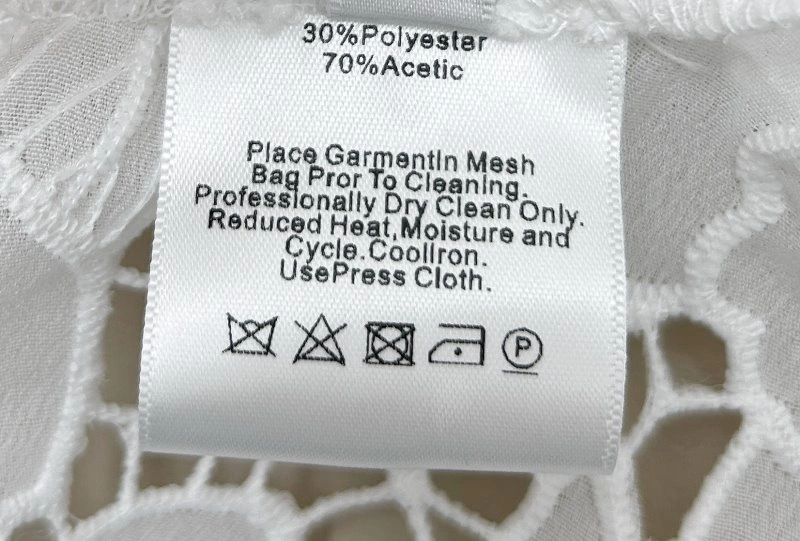 30%Polyester
70%Acetic
Place GarmentIn Mesh
Bag Pror To Cleaning.
Professionally Dry Clean Only.
Reduced Heat,Moisture and
Cycle.CoolIron.
UsePress Cloth.
P